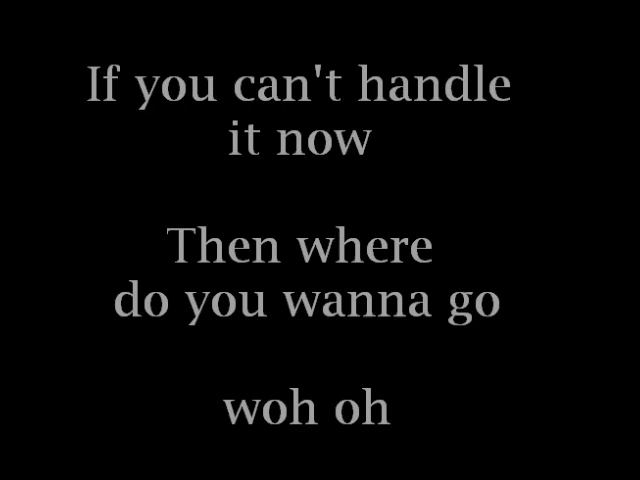 If you can't handle
it now
Then where
do you wanna go
woh oh